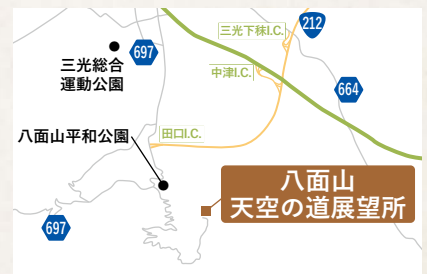 三光下秣I.C.
212
697
三光総合
運動公園
中津I.C.
664
八面山平和公園
田口I.C.
八面山
天空の道展望所
697